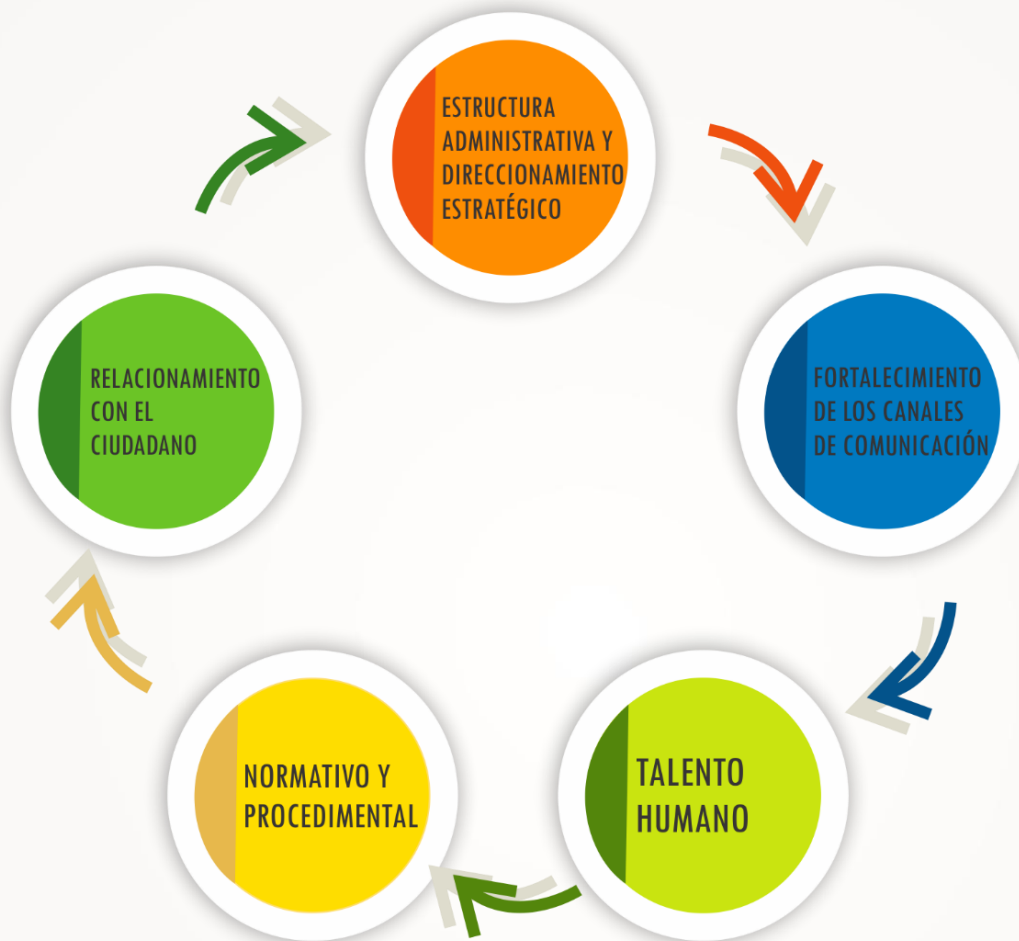 ESTRUCTURA
ADMINISTRATIVA Y
DIRECCIONAMIENTO
ESTRATÉGICO
FORTALECIMIENTO
DE LOS CANALES
DE COMUNICACIÓN
TALENTO
HUMANO
NORMATIVO Y
PROCEDIMENTAL
RELACIONAMIENTO
CON EL
CIUDADANO